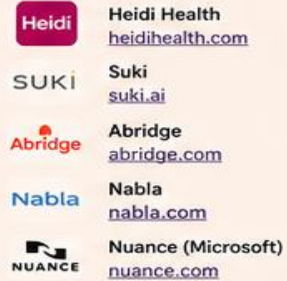 Heidi
Heidi Health
heidihealth.com
SUKI
Suki
suki.ai
Abridge
Abridge
abridge.com
Nabla
Nabla
nabla.com
NUANCE
Nuance (Microsoft)
nuance.com